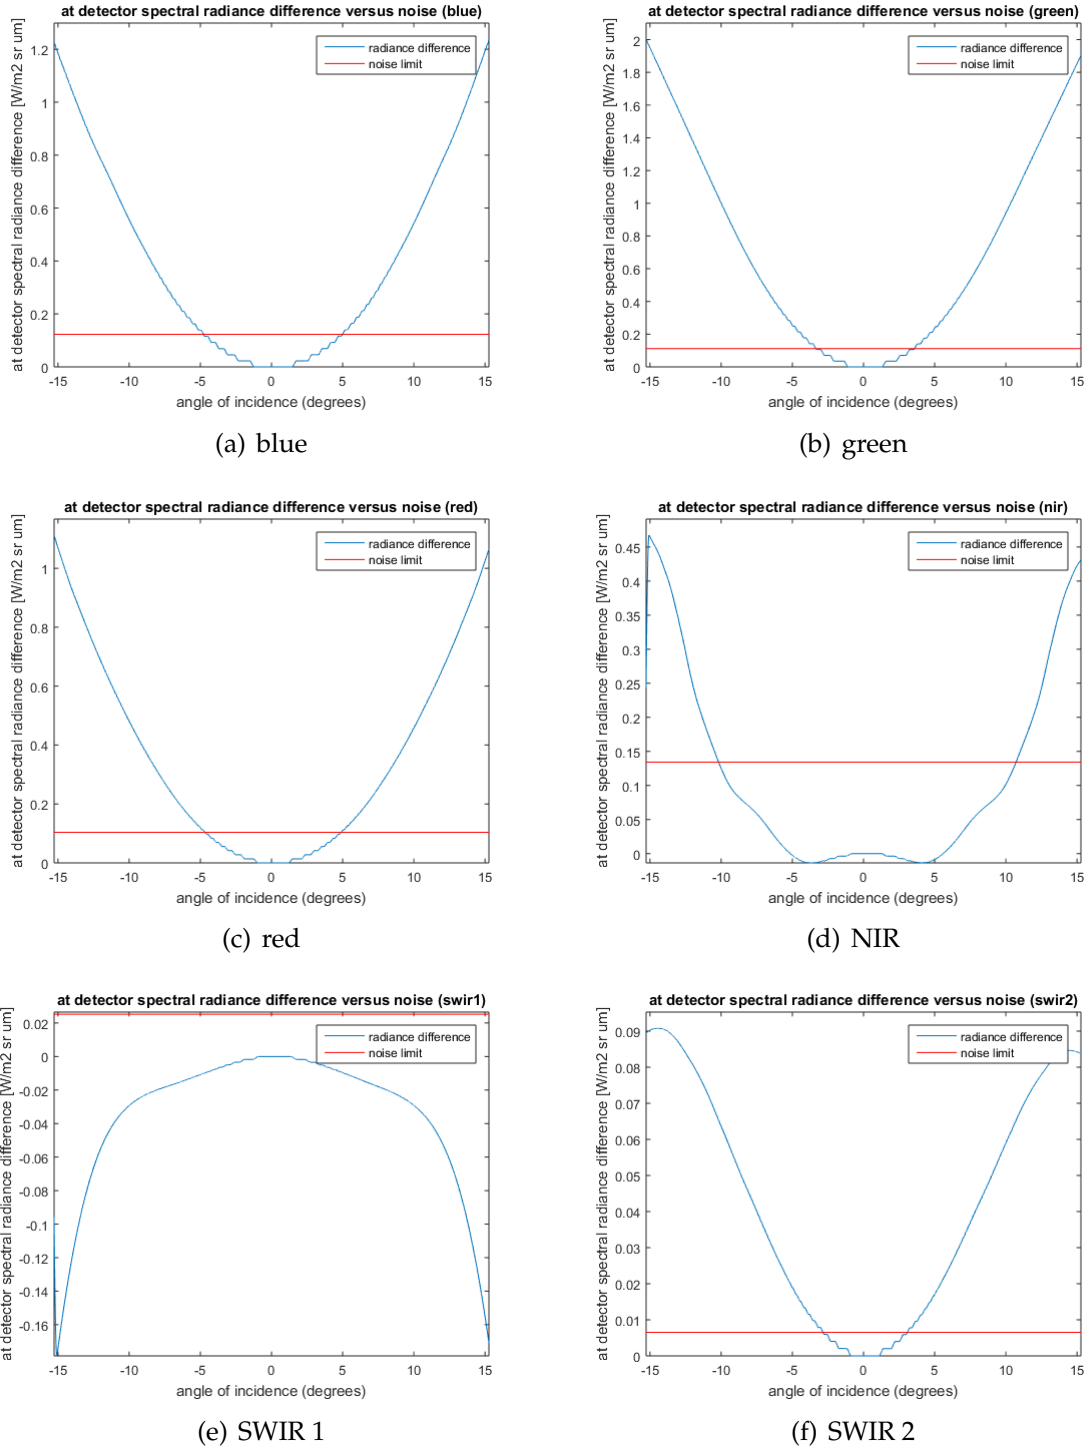 at detector spectral radiance difference versus noise (blue)
at detector spectral radiance difference [W/m2 sr um]
1.2
1
0.8
0.6
0.4
0.2
0
radiance difference
noise limit
-15 -10 -5 0 5 10 15
angle of incidence (degrees)
(a) blue
at detector spectral radiance difference versus noise (green)
at detector spectral radiance difference [W/m2 sr um]
2
1.8
1.6
1.4
1.2
1
0.8
0.6
0.4
0.2
0
radiance difference
noise limit
-15 -10 -5 0 5 10 15
angle of incidence (degrees)
(b) green
at detector spectral radiance difference versus noise (red)
at detector spectral radiance difference [W/m2 sr um]
1
0.8
0.6
0.4
0.2
0
radiance difference
noise limit
-15 -10 -5 0 5 10 15
angle of incidence (degrees)
(c) red
at detector spectral radiance difference versus noise (nir)
at detector spectral radiance difference [W/m2 sr um]
0.45
0.4
0.35
0.3
0.25
0.2
0.15
0.1
0.05
0
radiance difference
noise limit
-15 -10 -5 0 5 10 15
angle of incidence (degrees)
(d) NIR
at detector spectral radiance difference versus noise (swir1)
at detector spectral radiance difference [W/m2 sr um]
0.02
0
-0.02
-0.04
-0.06
-0.08
-0.1
-0.12
-0.14
-0.16
radiance difference
noise limit
-15 -10 -5 0 5 10 15
angle of incidence (degrees)
(e) SWIR 1
at detector spectral radiance difference versus noise (swir2)
at detector spectral radiance difference [W/m2 sr um]
0.09
0.08
0.07
0.06
0.05
0.04
0.03
0.02
0.01
0
radiance difference
noise limit
-15 -10 -5 0 5 10 15
angle of incidence (degrees)
(f) SWIR 2